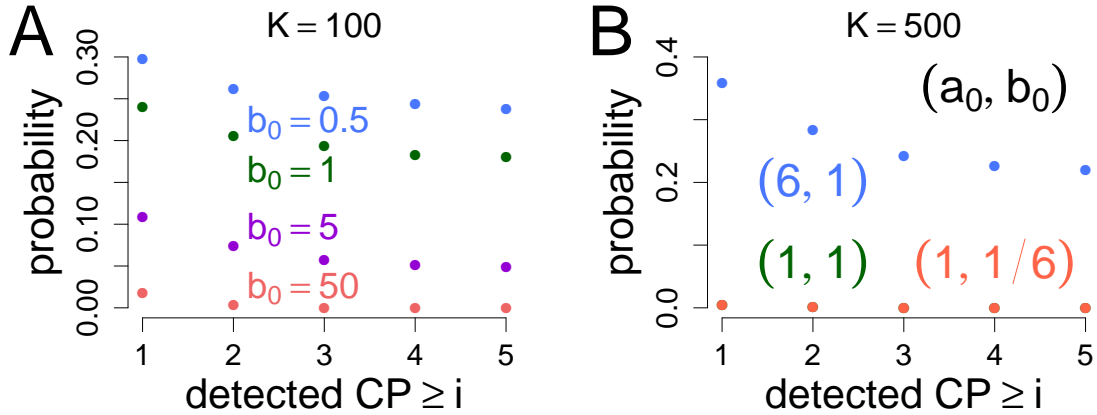 A
K = 100
probability
0.00
0.10
0.20
0.30
b₀ = 0.5
b₀ = 1
b₀ = 5
b₀ = 50
1 2 3 4 5
detected CP ≥ i
B
K = 500
probability
0.0
0.2
0.4
(a₀, b₀)
(6, 1)
(1, 1)
(1, 1/6)
1 2 3 4 5
detected CP ≥ i